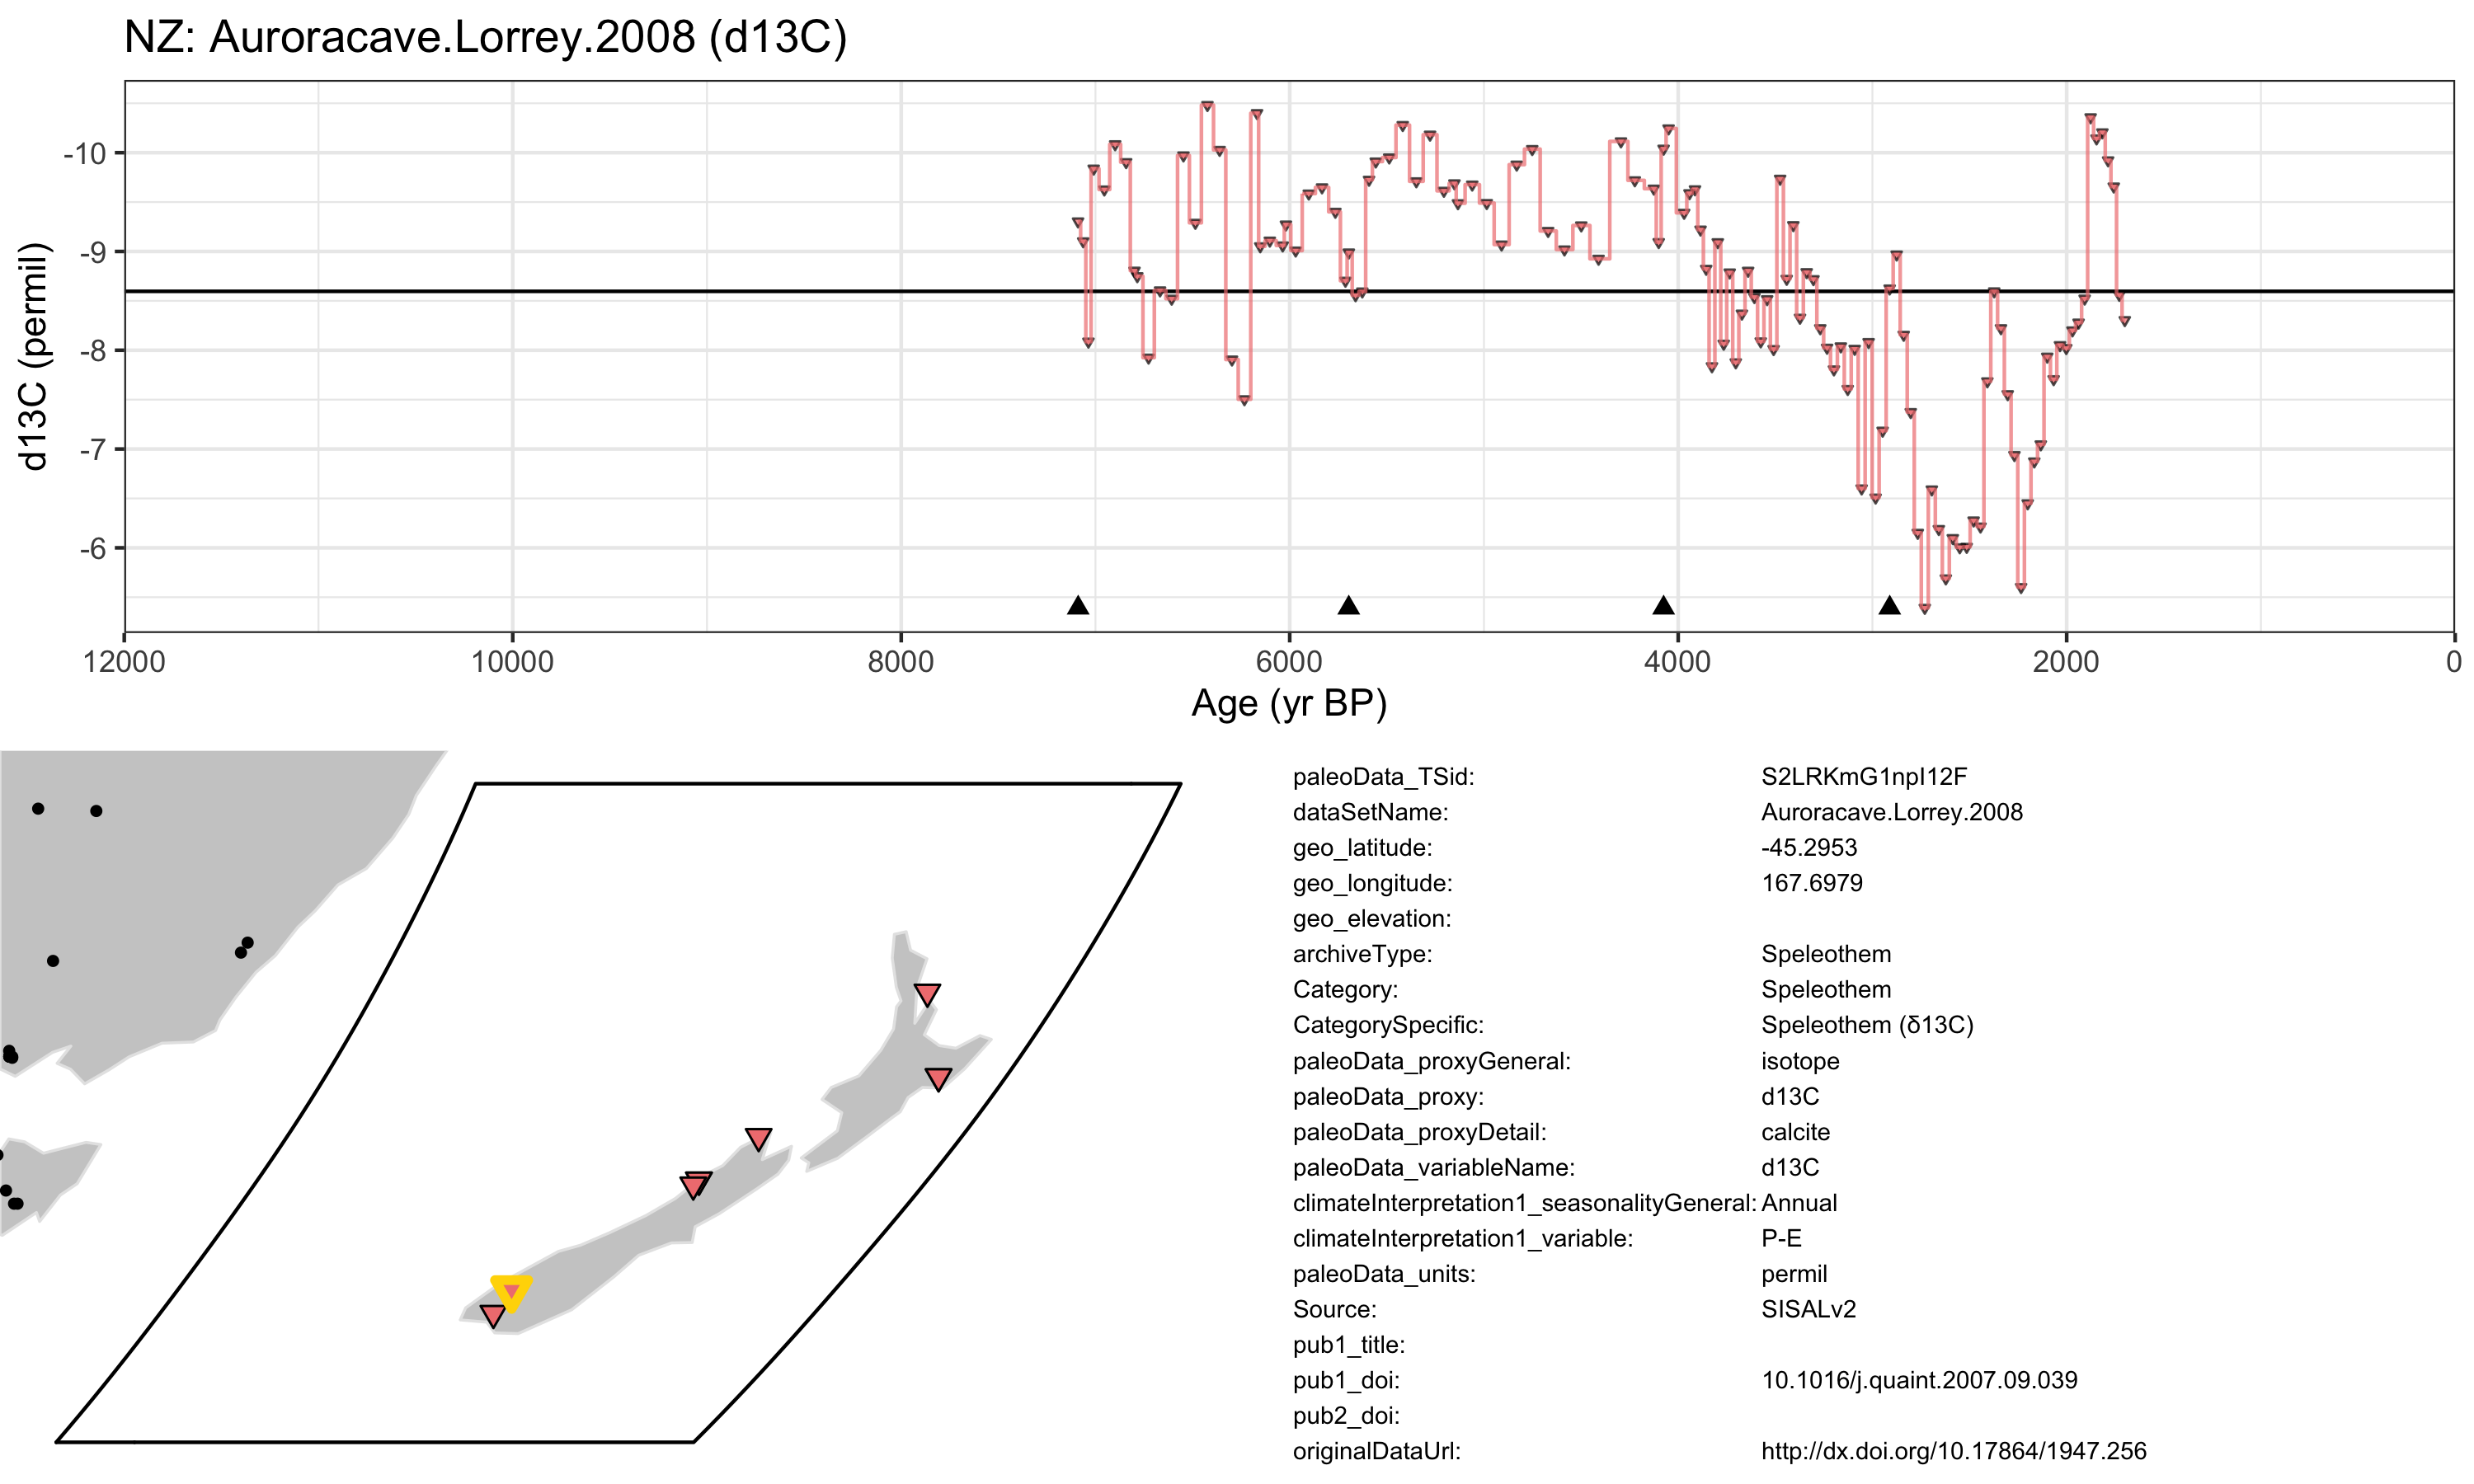 NZ: Auroracave.Lorrey.2008 (d13C)
d13C (permil)
-10
-9
-8
-7
-6
12000 10000 8000 6000 4000 2000 0
Age (yr BP)
paleoData_TSid: S2LRKmG1npI12F
dataSetName: Auroracave.Lorrey.2008
geo_latitude: -45.2953
geo_longitude: 167.6979
geo_elevation:
archiveType: Speleothem
Category: Speleothem
CategorySpecific: Speleothem (δ13C)
paleoData_proxyGeneral: isotope
paleoData_proxy: d13C
paleoData_proxyDetail: calcite
paleoData_variableName: d13C
climateInterpretation1_seasonalityGeneral: Annual
climateInterpretation1_variable: P-E
paleoData_units: permil
Source: SISALv2
pub1_title:
pub1_doi: 10.1016/j.quaint.2007.09.039
pub2_doi:
originalDataUrl: http://dx.doi.org/10.17864/1947.256